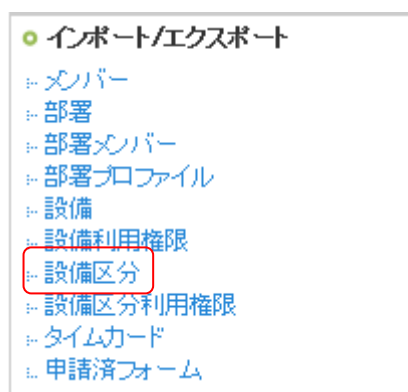 インポート/エクスポート
メンバー
部署
部署メンバー
部署プロファイル
設備
設備利用権限
設備区分
設備区分利用権限
タイムカード
申請済フォーム